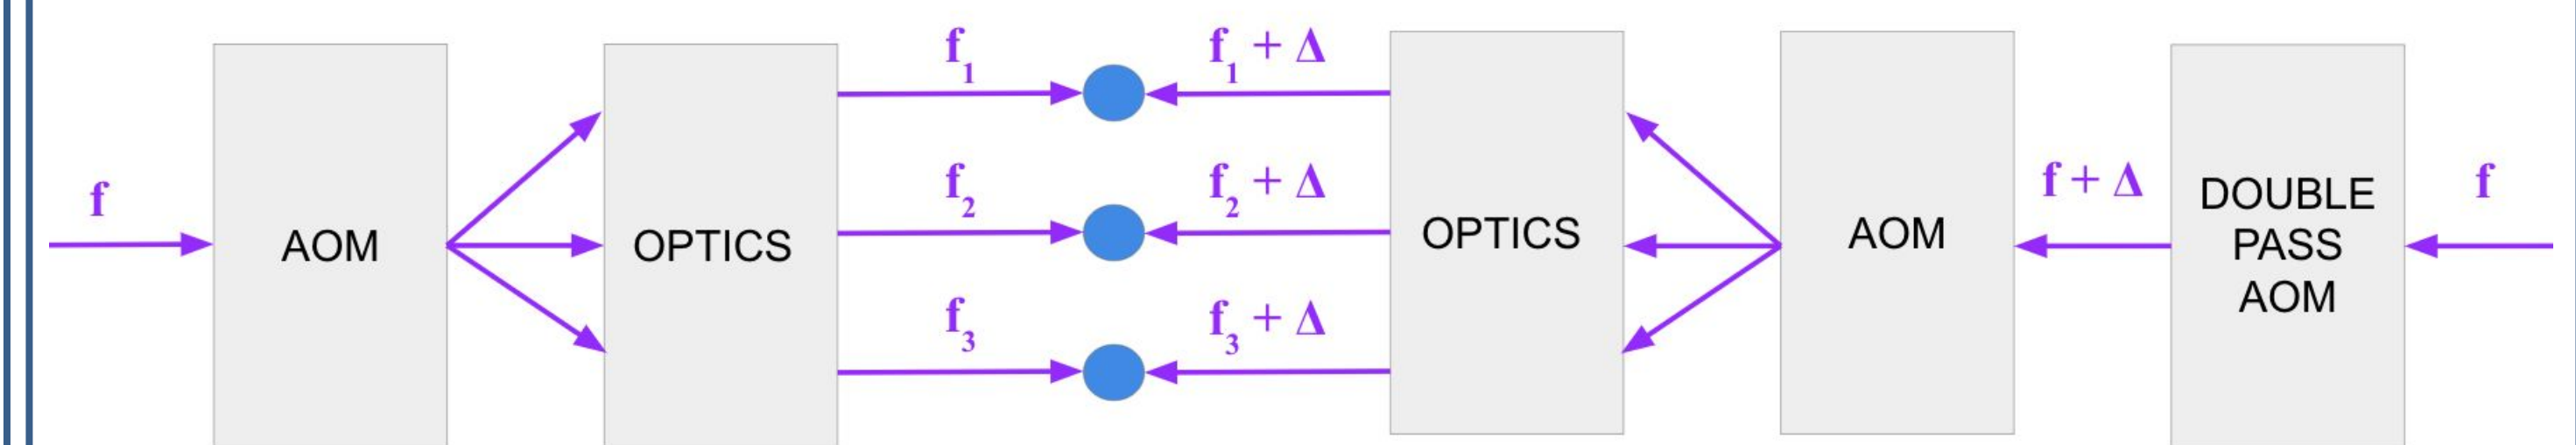 f
AOM
OPTICS
f₁
f₂
f₃
f₁ + Δ
f₂ + Δ
f₃ + Δ
OPTICS
AOM
f + Δ
DOUBLE
PASS
AOM
f